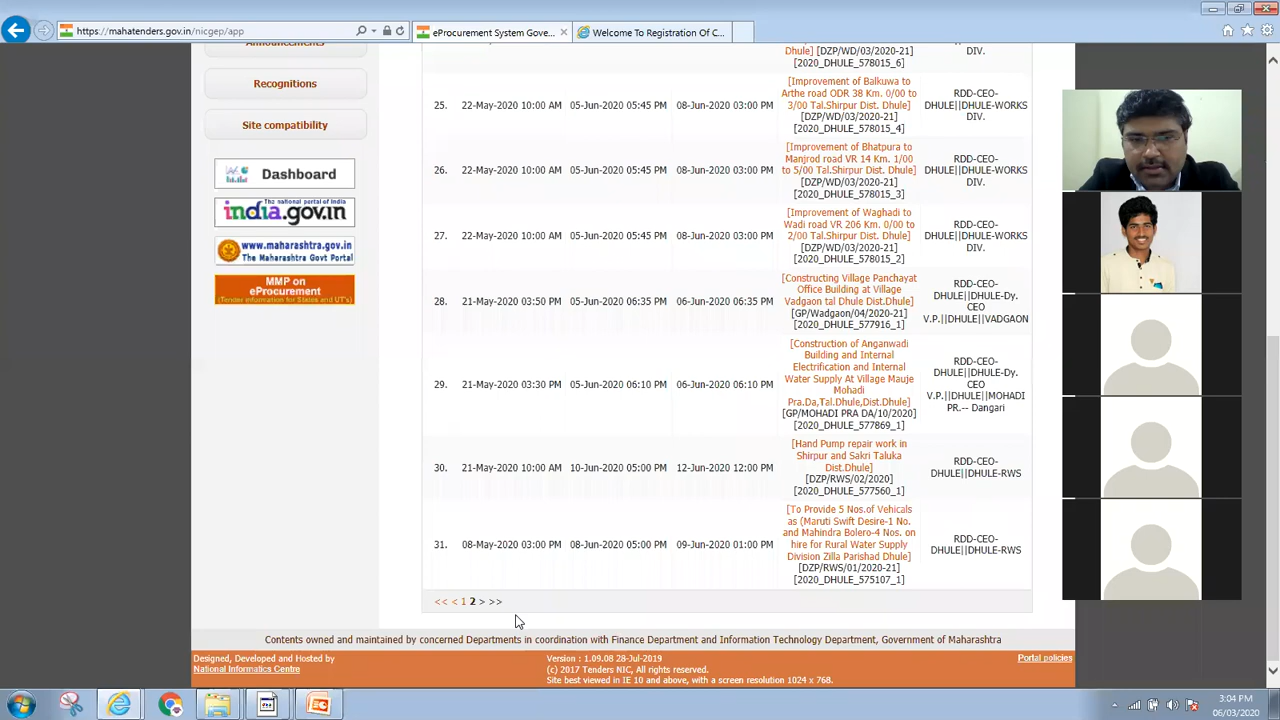 https://mahatenders.gov.in/nicgep/app
eProcurement System Gove...
Welcome To Registration Of C...
Announcements
Recognitions
Site compatibility
Dashboard
The national portal of India
india.gov.in
www.maharashtra.gov.in
The Maharashtra Govt Portal
MMP on
eProcurement
(Tender Information for States and UT's)
Dhule] [DZP/WD/03/2020-21]
[2020_DHULE_578015_6]
DIV.
25. 22-May-2020 10:00 AM 05-Jun-2020 05:45 PM 08-Jun-2020 03:00 PM
[Improvement of Balkuwa to
Arthe road ODR 38 Km. 0/00 to
3/00 Tal.Shirpur Dist. Dhule]
[DZP/WD/03/2020-21]
[2020_DHULE_578015_4]
RDD-CEO-
DHULE||DHULE-WORKS
DIV.
26. 22-May-2020 10:00 AM 05-Jun-2020 05:45 PM 08-Jun-2020 03:00 PM
[Improvement of Bhatpura to
Manjrod road VR 14 Km. 1/00
to 5/00 Tal.Shirpur Dist. Dhule]
[DZP/WD/03/2020-21]
[2020_DHULE_578015_3]
RDD-CEO-
DHULE||DHULE-WORKS
DIV.
27. 22-May-2020 10:00 AM 05-Jun-2020 05:45 PM 08-Jun-2020 03:00 PM
[Improvement of Waghadi to
Wadi road VR 206 Km. 0/00 to
2/00 Tal.Shirpur Dist. Dhule]
[DZP/WD/03/2020-21]
[2020_DHULE_578015_2]
RDD-CEO-
DHULE||DHULE-WORKS
DIV.
28. 21-May-2020 03:50 PM 05-Jun-2020 06:35 PM 06-Jun-2020 06:35 PM
[Constructing Village Panchayat
Office Building at Village
Vadgaon tal Dhule Dist.Dhule]
[GP/Wadgaon/04/2020-21]
[2020_DHULE_577916_1]
RDD-CEO-
DHULE||DHULE-Dy.
CEO
V.P.||DHULE||VADGAON
29. 21-May-2020 03:30 PM 05-Jun-2020 06:10 PM 06-Jun-2020 06:10 PM
[Construction of Anganwadi
Building and Internal
Electrification and Internal
Water Supply At Village Mauje
Mohadi
Pra.Da,Tal.Dhule,Dist.Dhule]
[GP/MOHADI PRA DA/10/2020]
[2020_DHULE_577869_1]
RDD-CEO-
DHULE||DHULE-Dy.
CEO
V.P.||DHULE||MOHADI
PR.-- Dangari
30. 21-May-2020 10:00 AM 10-Jun-2020 05:00 PM 12-Jun-2020 12:00 PM
[Hand Pump repair work in
Shirpur and Sakri Taluka
Dist.Dhule]
[DZP/RWS/02/2020]
[2020_DHULE_577560_1]
RDD-CEO-
DHULE||DHULE-RWS
31. 08-May-2020 03:00 PM 08-Jun-2020 05:00 PM 09-Jun-2020 01:00 PM
[To Provide 5 Nos.of Vehicals
as (Maruti Swift Desire-1 No.
and Mahindra Bolero-4 Nos. on
hire for Rural Water Supply
Division Zilla Parishad Dhule]
[DZP/RWS/01/2020-21]
[2020_DHULE_575107_1]
RDD-CEO-
DHULE||DHULE-RWS
<< < 1 2 > >>
Contents owned and maintained by concerned Departments in coordination with Finance Department and Information Technology Department, Government of Maharashtra
Designed, Developed and Hosted by
National Informatics Centre
Version : 1.09.08 28-Jul-2019
(c) 2017 Tenders NIC, All rights reserved.
Site best viewed in IE 10 and above, with a screen resolution 1024 x 768.
Portal policies
3:04 PM
06/03/2020